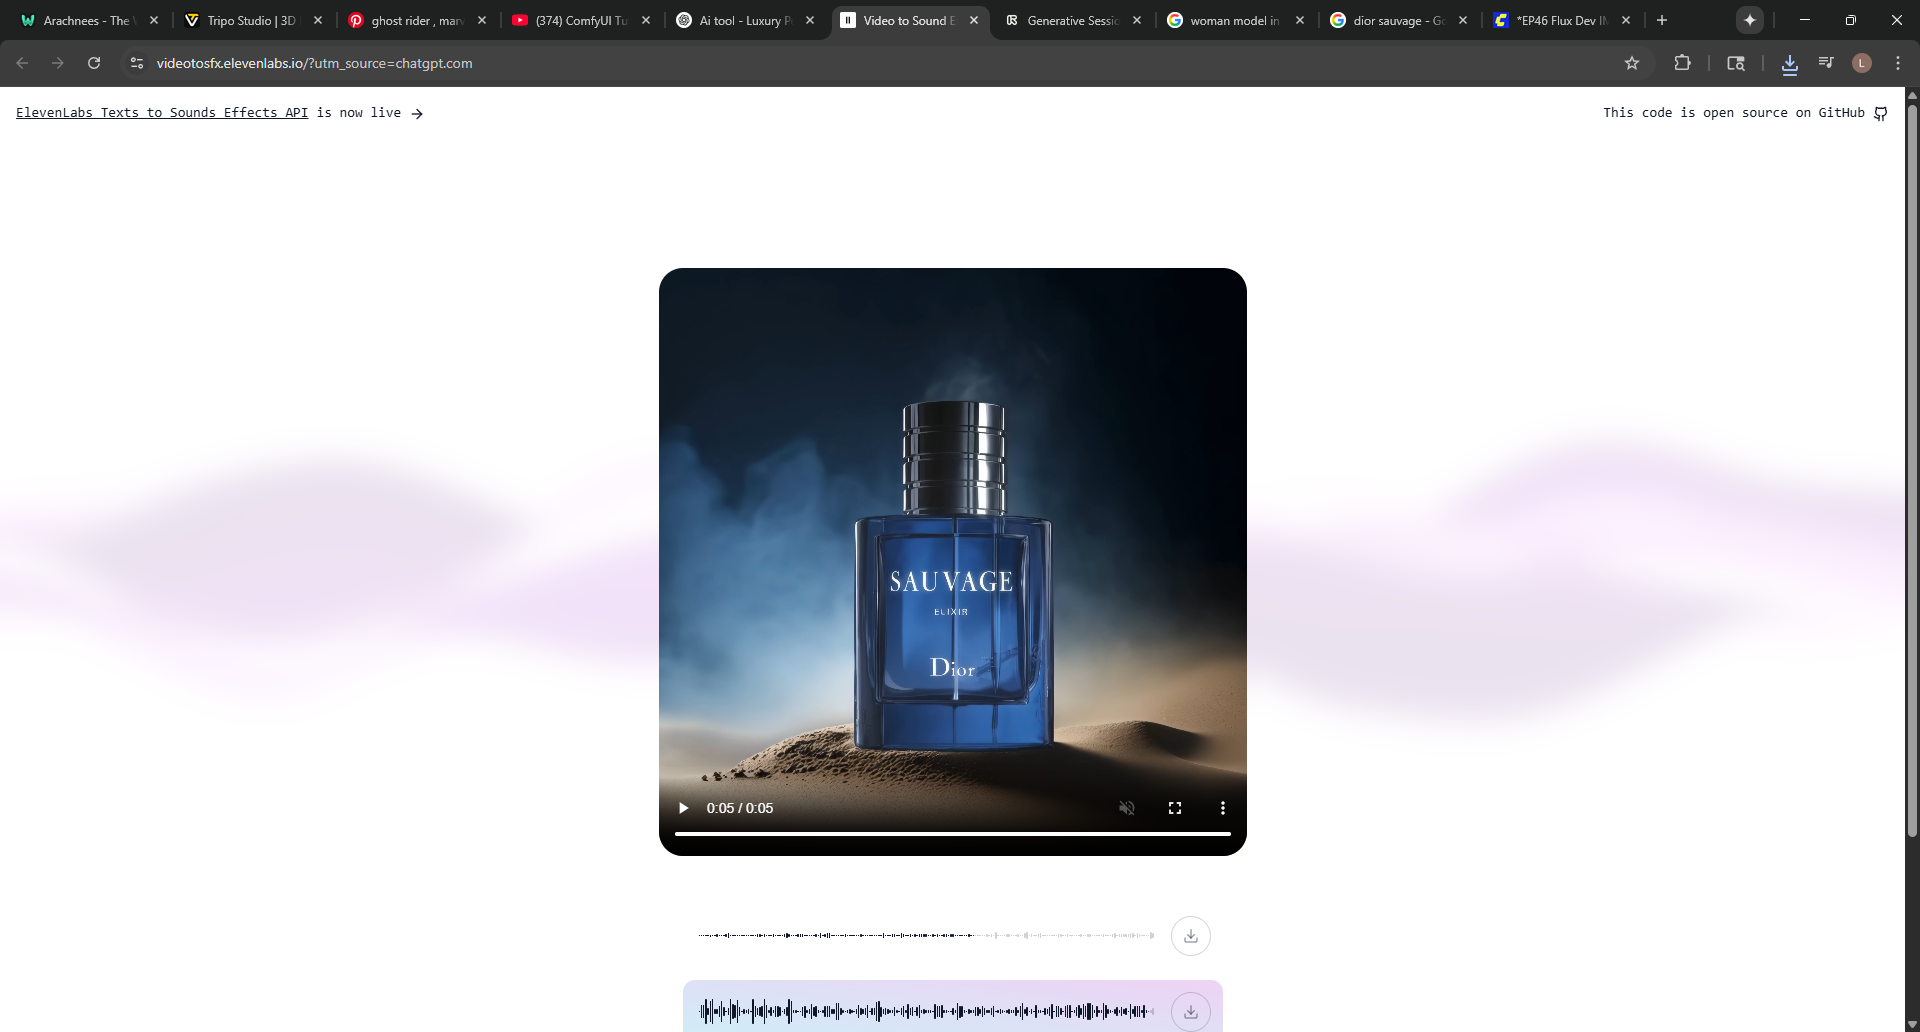 Arachnees - The
Tripo Studio | 3D
ghost rider , mar
(374) ComfyUI Tu
Ai tool - Luxury P
Video to Sound E
Generative Sessio
woman model in
dior sauvage - Go
*EP46 Flux Dev I
videotosfx.elevenlabs.io/?utm_source=chatgpt.com
L
ElevenLabs Texts to Sounds Effects API is now live →
This code is open source on GitHub
SAUVAGE
ELIXIR
Dior
0:05 / 0:05